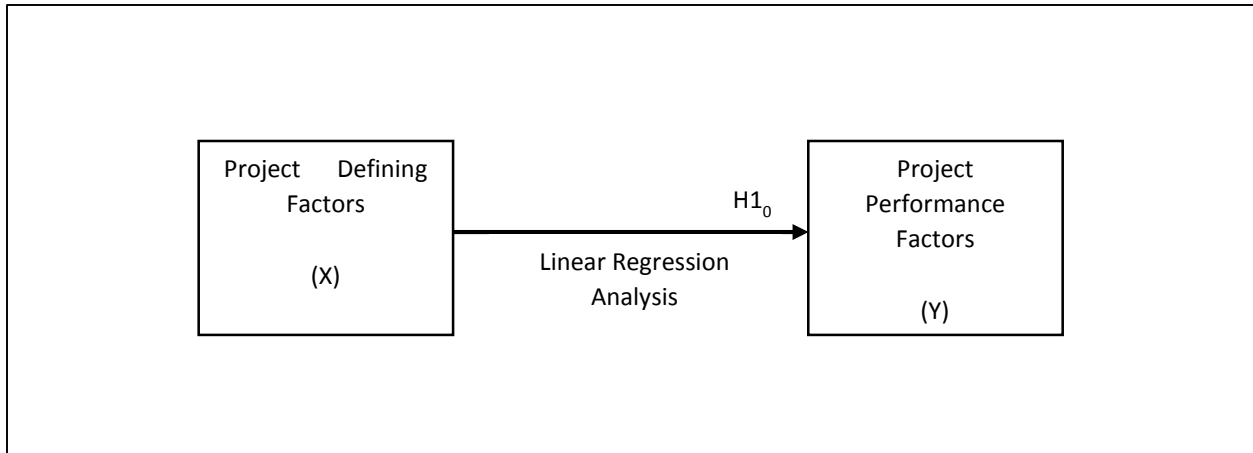 Project Defining
Factors
(X)
H1₀
Linear Regression
Analysis
Project
Performance
Factors
(Y)